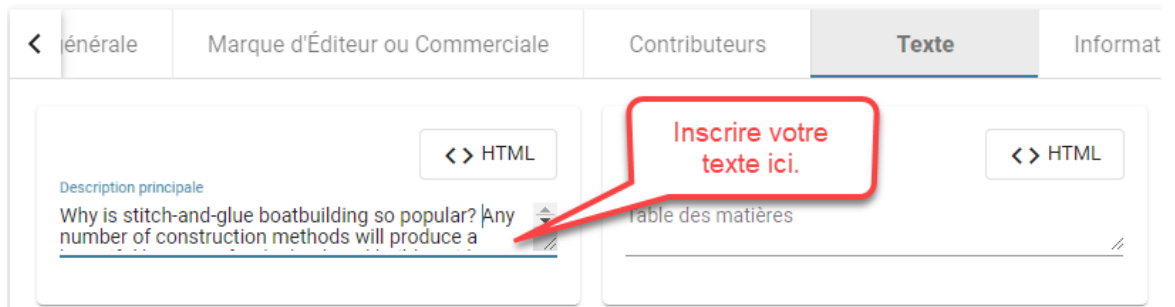 énérale
Marque d'Éditeur ou Commerciale
Contributeurs
Texte
Informat
< > HTML
Description principale
Why is stitch-and-glue boatbuilding so popular? Any
number of construction methods will produce a
Inscrire votre
texte ici.
< > HTML
Table des matières